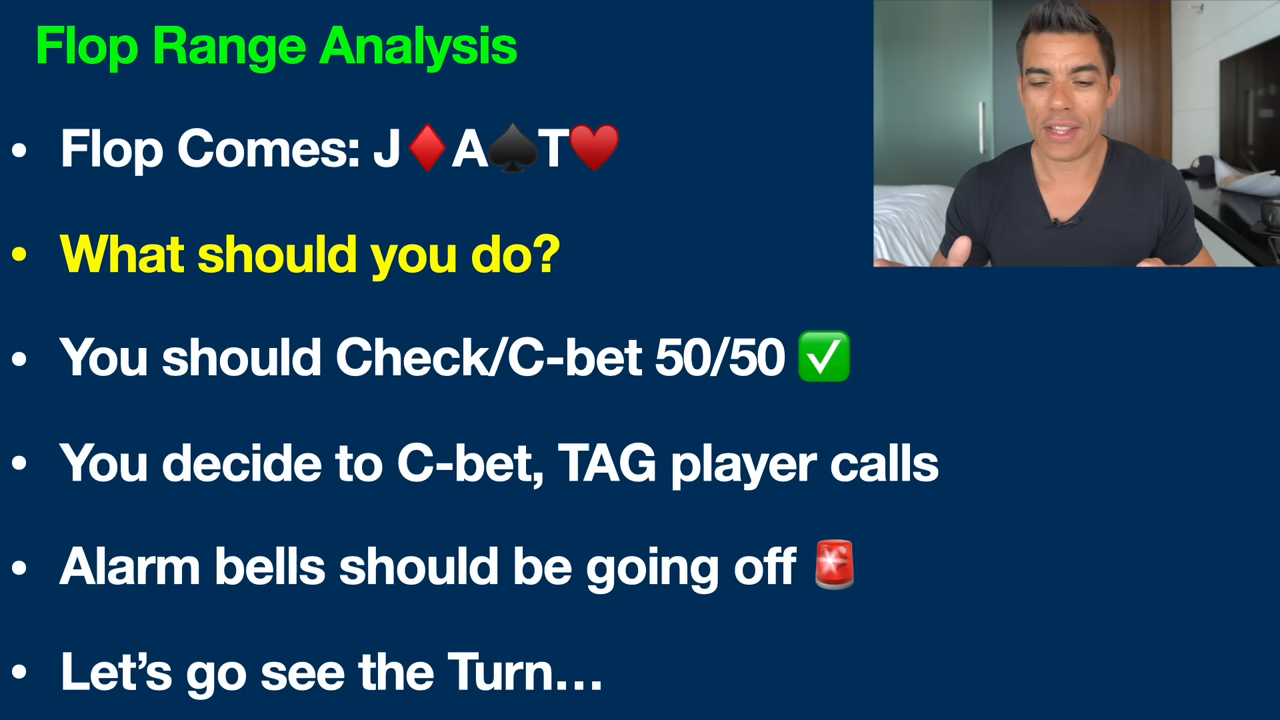 Flop Range Analysis
• Flop Comes: J♦️A♠️T♥️
• What should you do?
• You should Check/C-bet 50/50 ✅
• You decide to C-bet, TAG player calls
• Alarm bells should be going off 🚨
• Let’s go see the Turn…